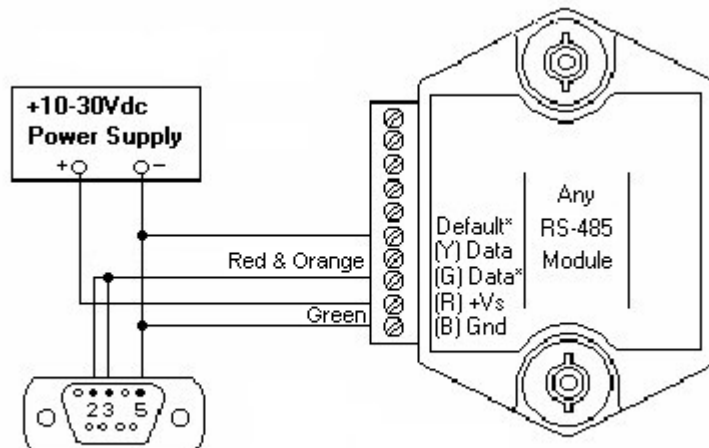 +10-30Vdc
Power Supply
+ −
Any
RS-485
Module
Default*
(Y) Data
(G) Data*
(R) +Vs
(B) Gnd
Red & Orange
Green
2 3 5